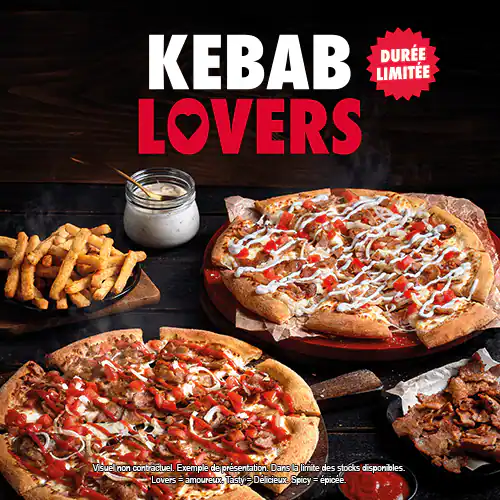 KEBAB
LOVERS
DURÉE
LIMITÉE
Visuel non contractuel. Exemple de présentation. Dans la limite des stocks disponibles.
Lovers = amoureux. Tasty = Délicieux. Spicy = épicée.